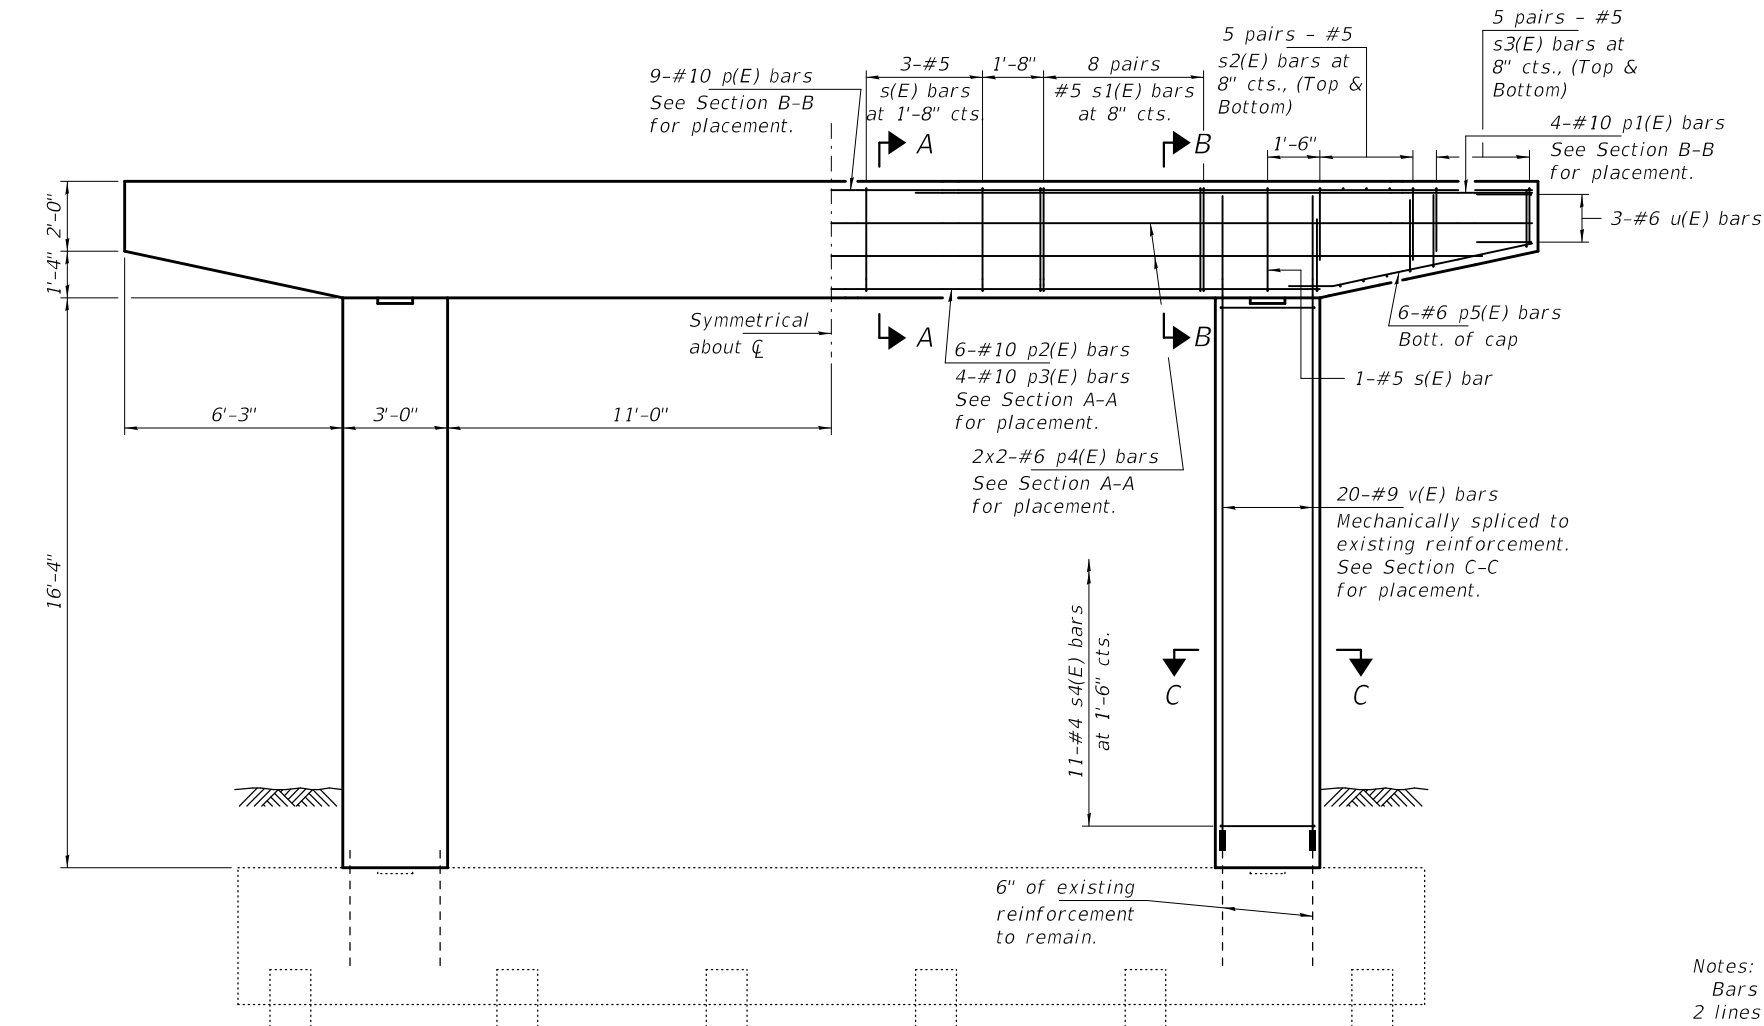 9-#10 p(E) bars
See Section B-B
for placement.
3-#5
s(E) bars
at 1'-8" cts.
1'-8"
8 pairs
#5 s1(E) bars
at 8" cts.
5 pairs - #5
s2(E) bars at
8" cts., (Top &
Bottom)
5 pairs - #5
s3(E) bars at
8" cts., (Top &
Bottom)
4-#10 p1(E) bars
See Section B-B
for placement.
1'-6"
A
B
2'-0"
1'-4"
3-#6 u(E) bars
Symmetrical
about ℄
A
B
6-#10 p2(E) bars
4-#10 p3(E) bars
See Section A-A
for placement.
6-#6 p5(E) bars
Bott. of cap
1-#5 s(E) bar
6'-3"
3'-0"
11'-0"
2x2-#6 p4(E) bars
See Section A-A
for placement.
20-#9 v(E) bars
Mechanically spliced to
existing reinforcement.
See Section C-C
for placement.
16'-4"
11-#4 s4(E) bars
at 1'-6" cts.
C
C
6" of existing
reinforcement
to remain.
Notes:
Bars
2 lines